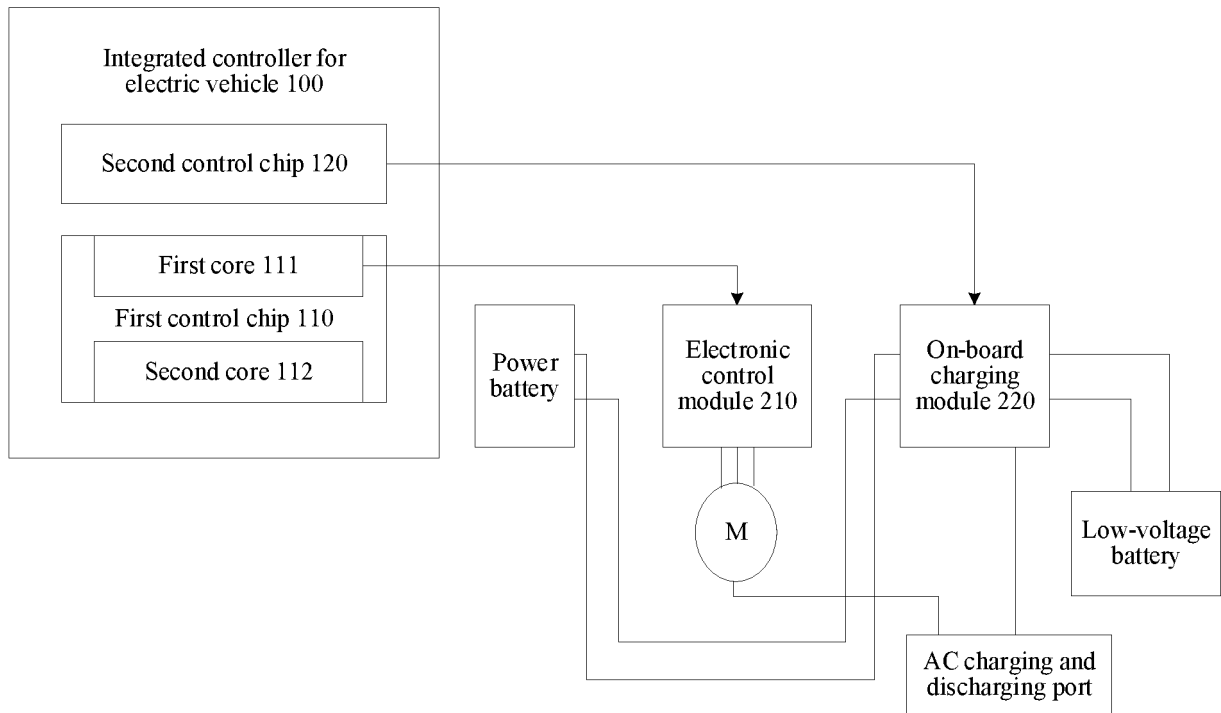 Integrated controller for
electric vehicle 100
Second control chip 120
First core 111
First control chip 110
Second core 112
Power
battery
Electronic
control
module 210
On-board
charging
module 220
M
Low-voltage
battery
AC charging and
discharging port